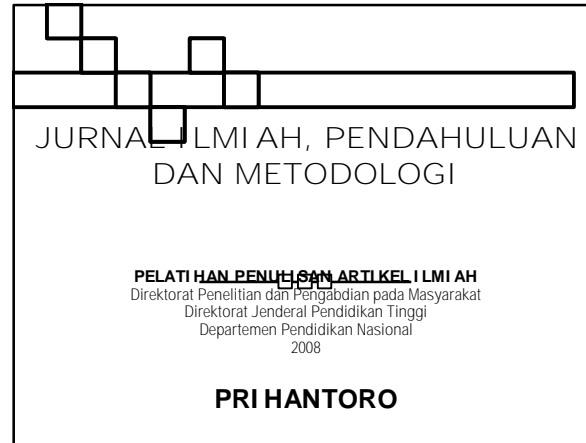 JURNAL ILMIAH, PENDAHULUAN
DAN METODOLOGI
PELATIHAN PENULISAN ARTIKEL ILMIAH
Direktorat Penelitian dan Pengabdian pada Masyarakat
Direktorat Jenderal Pendidikan Tinggi
Departemen Pendidikan Nasional
2008
PRIHANTORO